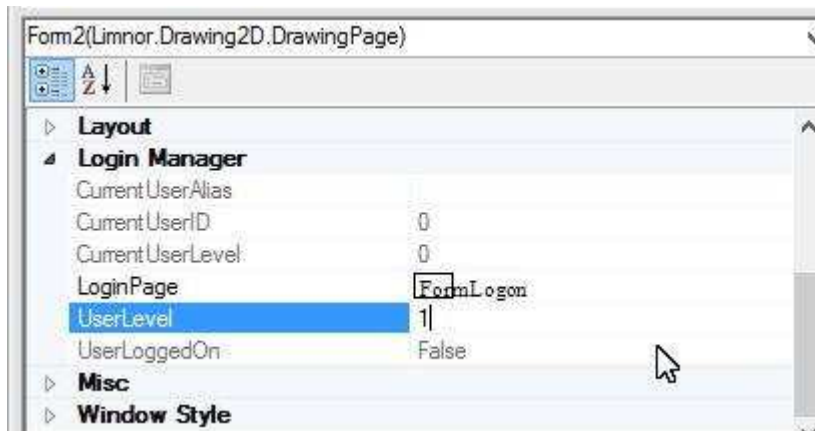 Form2(Limnor.Drawing2D.DrawingPage)
A
Z
Layout
Login Manager
CurrentUserAlias
CurrentUserID 0
CurrentUserLevel 0
LoginPage FormLogon
UserLevel 1
UserLoggedOn False
Misc
Window Style